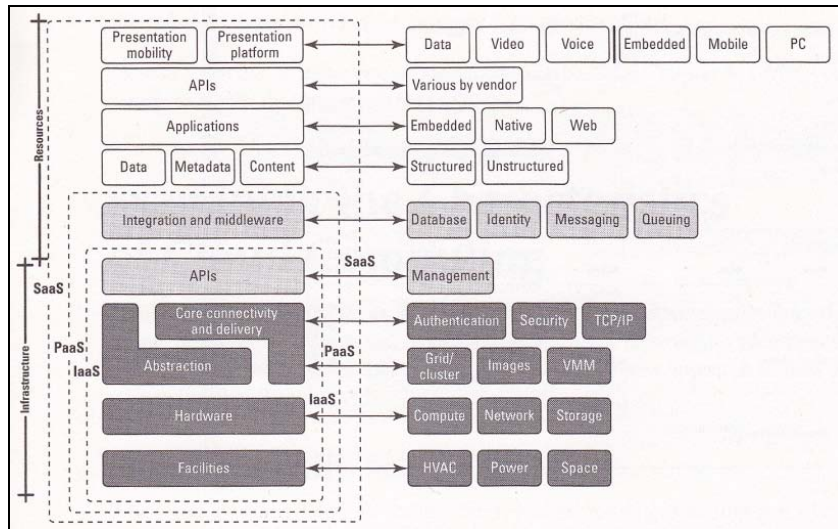 Presentation mobility
Presentation platform
Data
Video
Voice
Embedded
Mobile
PC
APIs
Various by vendor
Applications
Embedded
Native
Web
Data
Metadata
Content
Structured
Unstructured
Resources
Integration and middleware
Database
Identity
Messaging
Queuing
APIs
SaaS
Management
SaaS
Core connectivity and delivery
Authentication
Security
TCP/IP
PaaS
PaaS
IaaS
Abstraction
Grid/ cluster
Images
VMM
Infrastructure
IaaS
Hardware
Compute
Network
Storage
Facilities
HVAC
Power
Space